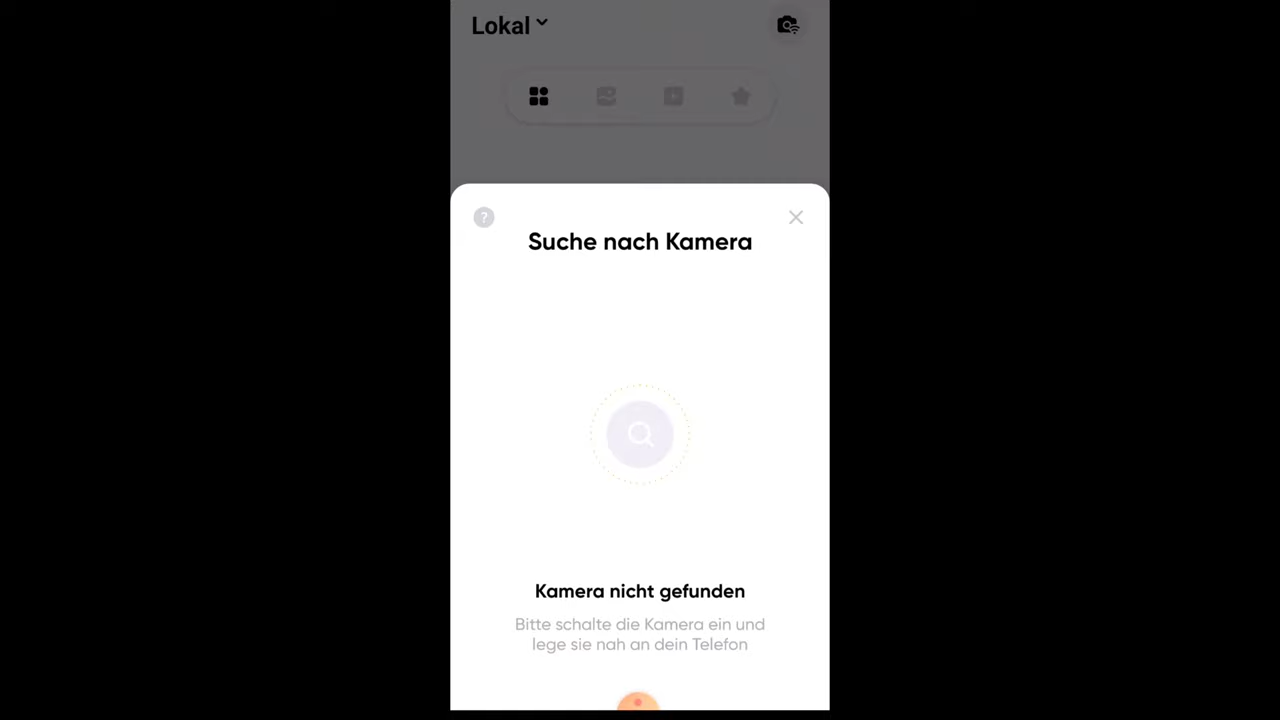 Lokal
?
Suche nach Kamera
Kamera nicht gefunden
Bitte schalte die Kamera ein und
lege sie nah an dein Telefon